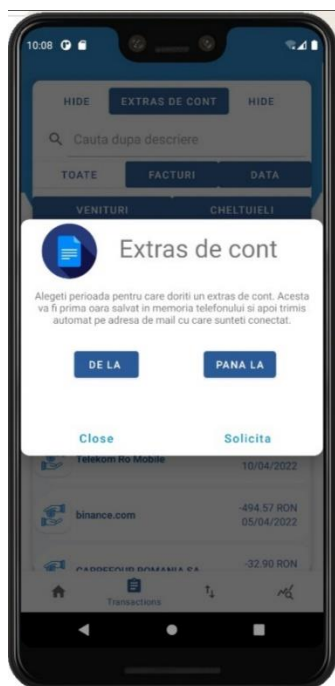 10:08
HIDE EXTRAS DE CONT HIDE
Cauta dupa descriere
TOATE FACTURI DATA
VENITURI CHELTUIELI
Extras de cont
Alegeti perioada pentru care doriti un extras de cont. Acesta
va fi prima oara salvat in memoria telefonului si apoi trimis
automat pe adresa de mail cu care sunteti conectat.
DE LA PANA LA
Close Solicita
Telekom Ro Mobile
10/04/2022
binance.com -494.57 RON
05/04/2022
CARREFOUR ROMANIA SA -32.90 RON
Transactions